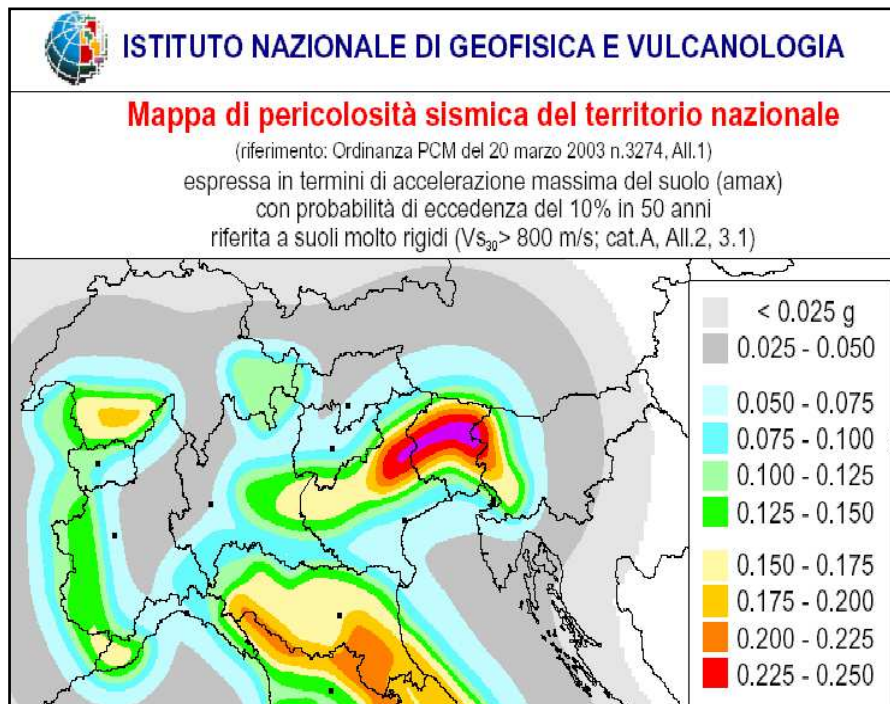 ISTITUTO NAZIONALE DI GEOFISICA E VULCANOLOGIA
Mappa di pericolosità sismica del territorio nazionale
(riferimento: Ordinanza PCM del 20 marzo 2003 n.3274, All.1)
espressa in termini di accelerazione massima del suolo (amax)
con probabilità di eccedenza del 10% in 50 anni
riferita a suoli molto rigidi (Vs₃₀> 800 m/s; cat.A, All.2, 3.1)
< 0.025 g
0.025 - 0.050
0.050 - 0.075
0.075 - 0.100
0.100 - 0.125
0.125 - 0.150
0.150 - 0.175
0.175 - 0.200
0.200 - 0.225
0.225 - 0.250